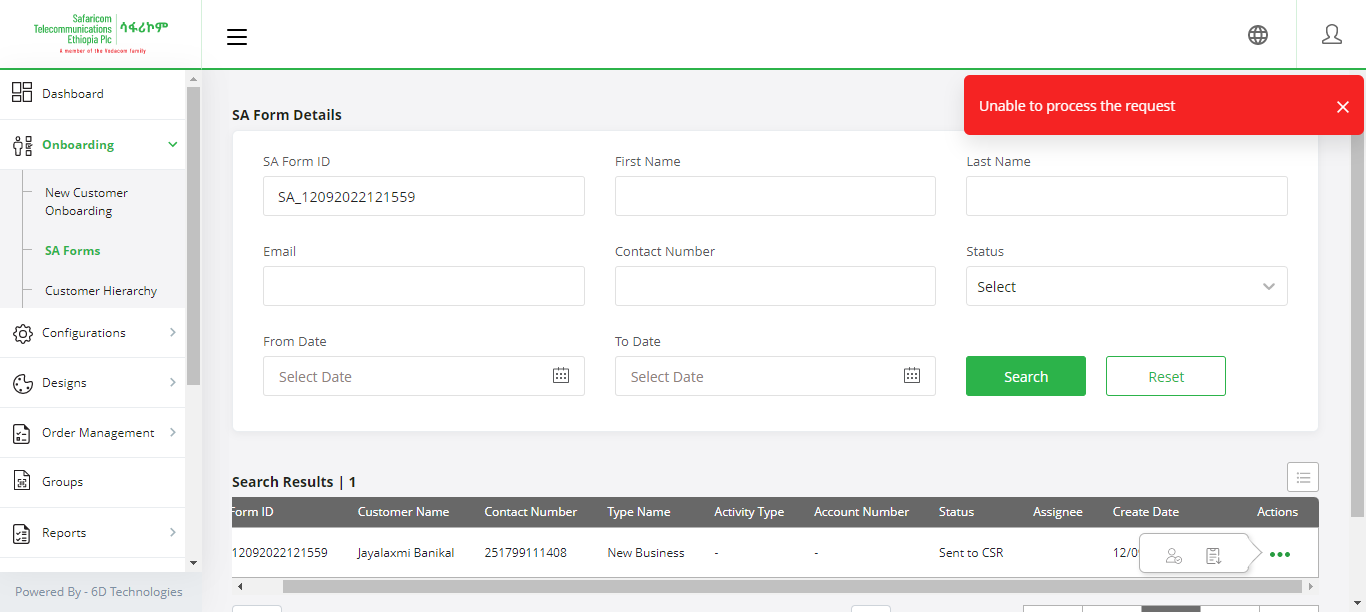 Safaricom
Telecommunications
Ethiopia Plc
ሳፋሪኮም
A member of the Vodacom family
Unable to process the request
Dashboard
Onboarding
New Customer
Onboarding
SA Forms
Customer Hierarchy
Configurations
Designs
Order Management
Groups
Reports
Powered By - 6D Technologies
SA Form Details
SA Form ID
First Name
Last Name
SA_12092022121559
Email
Contact Number
Status
Select
From Date
To Date
Select Date
Select Date
Search
Reset
Search Results | 1
Form ID Customer Name Contact Number Type Name Activity Type Account Number Status Assignee Create Date Actions
12092022121559 Jayalaxmi Banikal 251799111408 New Business - - Sent to CSR